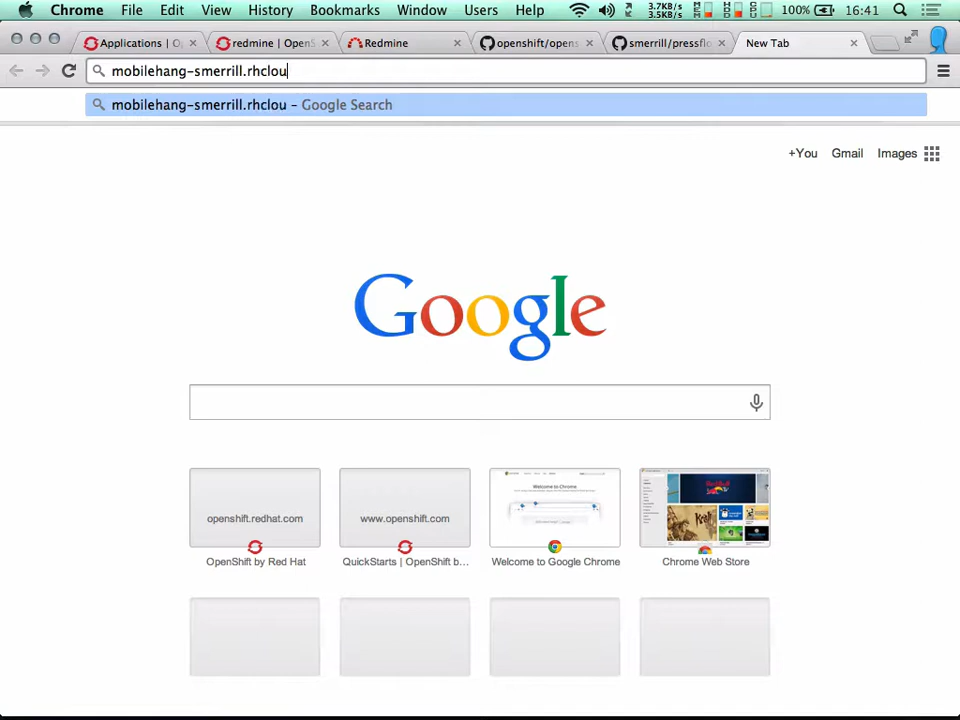 Chrome File Edit View History Bookmarks Window Users Help 3.7KB/s 3.5KB/s 100% 16:41
Applications | O redmine | OpenS Redmine openshift/opens smerrill/pressflo New Tab
mobilehang-smerrill.rhclou
mobilehang-smerrill.rhclou – Google Search
+You Gmail Images
Google
openshift.redhat.com www.openshift.com
OpenShift by Red Hat QuickStarts | OpenShift b... Welcome to Google Chrome Chrome Web Store